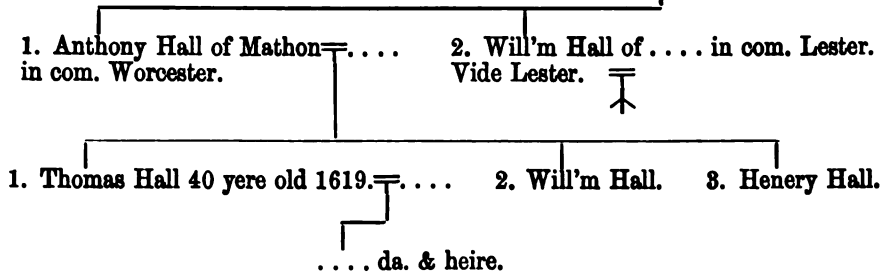 1. Anthony Hall of Mathon=.... 2. Will'm Hall of .... in com. Lester.
in com. Worcester. Vide Lester. =
1. Thomas Hall 40 yere old 1619.=.... 2. Will'm Hall. 3. Henery Hall.
.... da. & heire.